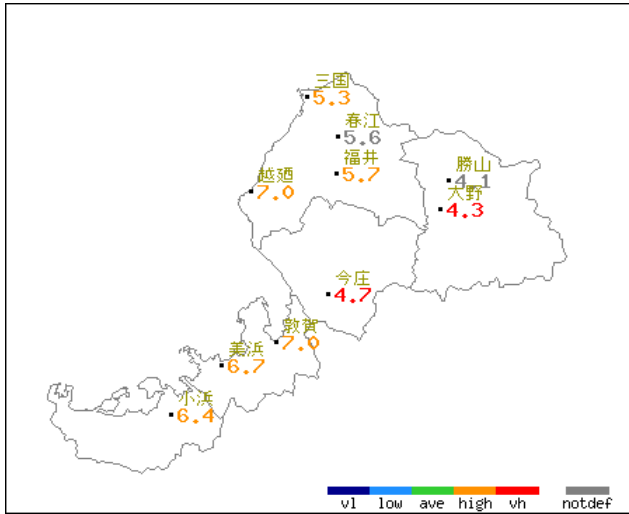 三国
5.3
春江
5.6
福井
5.7
越廼
7.0
勝山
4.1
大野
4.3
今庄
4.7
敦賀
7.0
美浜
6.7
小浜
6.4
vl low ave high vh notdef